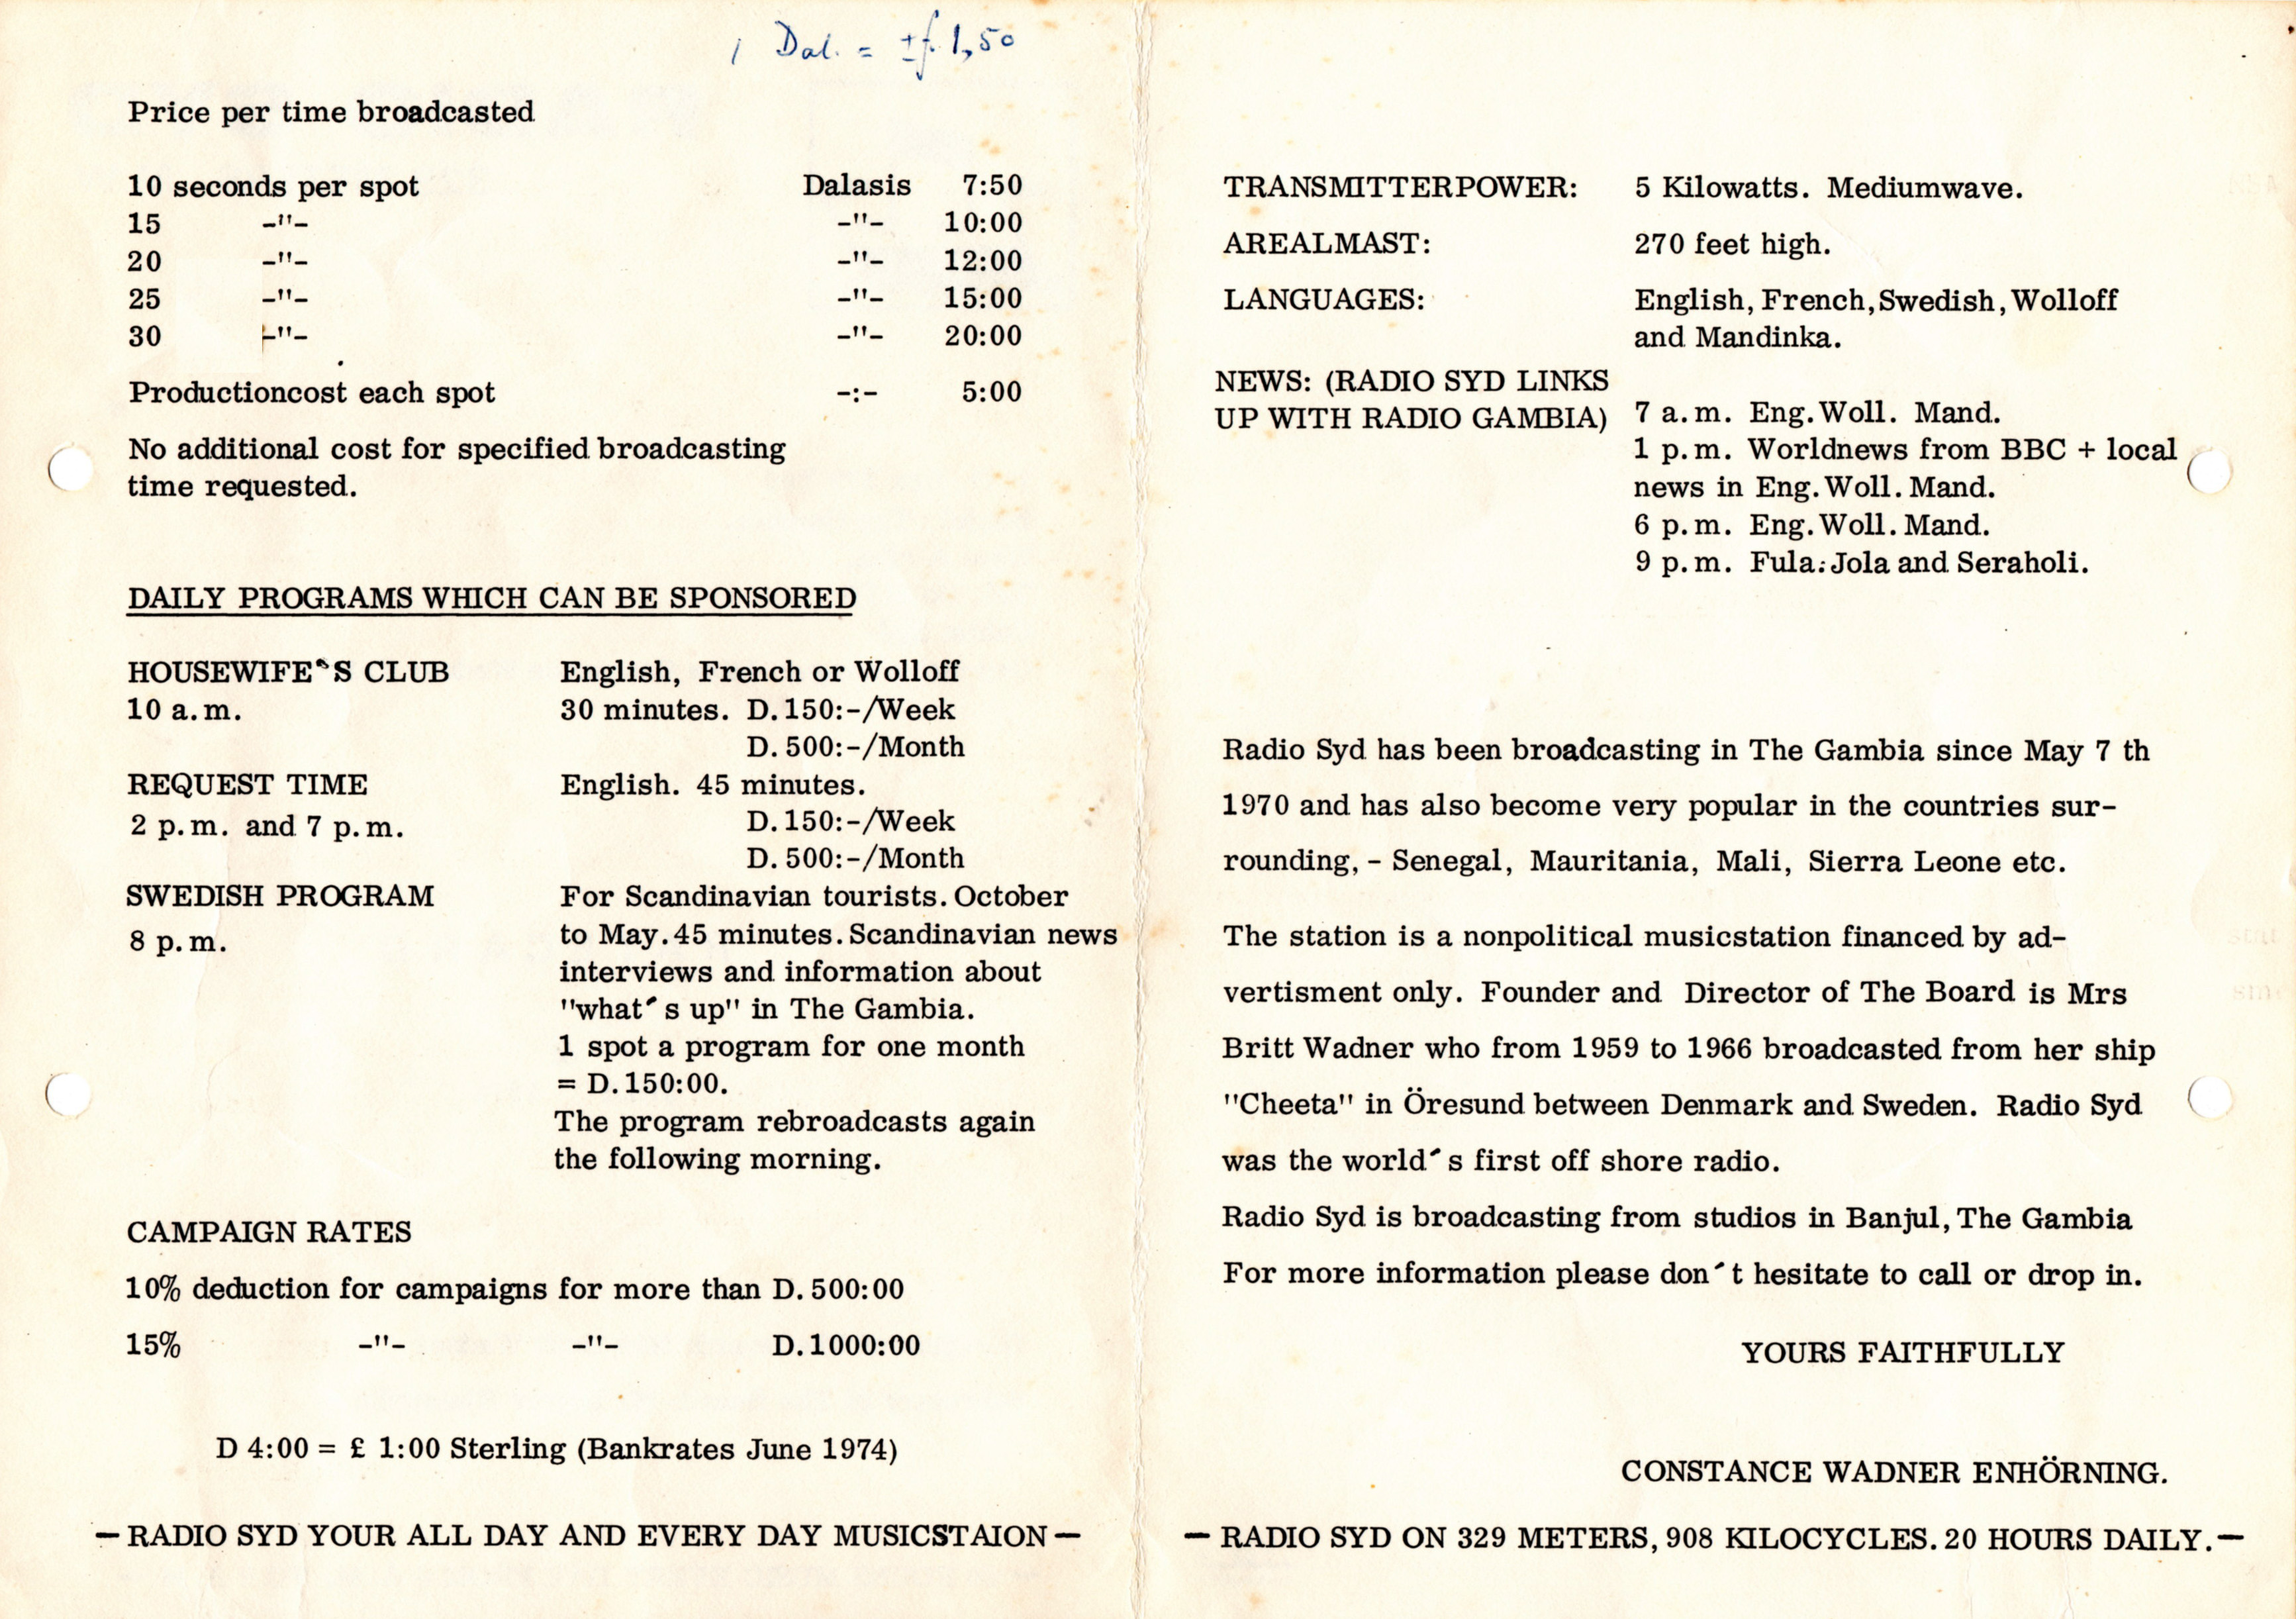 1 Dal. = ±f. 1,50
Price per time broadcasted
10 seconds per spot Dalasis 7:50
15 -"- -"- 10:00
20 -"- -"- 12:00
25 -"- -"- 15:00
30 -"- -"- 20:00
Productioncost each spot -:- 5:00
No additional cost for specified broadcasting
time requested.
DAILY PROGRAMS WHICH CAN BE SPONSORED
HOUSEWIFE`S CLUB English, French or Wolloff
10 a.m. 30 minutes. D.150:-/Week
D. 500:-/Month
REQUEST TIME English. 45 minutes.
2 p.m. and 7 p.m. D.150:-/Week
D. 500:-/Month
SWEDISH PROGRAM For Scandinavian tourists. October
8 p.m. to May. 45 minutes. Scandinavian news
interviews and information about
"what´s up" in The Gambia.
1 spot a program for one month
= D. 150:00.
The program rebroadcasts again
the following morning.
CAMPAIGN RATES
10% deduction for campaigns for more than D. 500:00
15% -"- -"- D. 1000:00
D 4:00 = £ 1:00 Sterling (Bankrates June 1974)
— RADIO SYD YOUR ALL DAY AND EVERY DAY MUSICSTAION —
TRANSMITTERPOWER: 5 Kilowatts. Mediumwave.
AREALMAST: 270 feet high.
LANGUAGES: English, French, Swedish, Wolloff
and Mandinka.
NEWS: (RADIO SYD LINKS
UP WITH RADIO GAMBIA) 7 a.m. Eng. Woll. Mand.
1 p.m. Worldnews from BBC + local
news in Eng. Woll. Mand.
6 p.m. Eng. Woll. Mand.
9 p.m. Fula: Jola and Seraholi.
Radio Syd has been broadcasting in The Gambia since May 7 th
1970 and has also become very popular in the countries sur-
rounding, - Senegal, Mauritania, Mali, Sierra Leone etc.
The station is a nonpolitical musicstation financed by ad-
vertisment only. Founder and Director of The Board is Mrs
Britt Wadner who from 1959 to 1966 broadcasted from her ship
"Cheeta" in Öresund between Denmark and Sweden. Radio Syd
was the world´s first off shore radio.
Radio Syd is broadcasting from studios in Banjul, The Gambia
For more information please don´t hesitate to call or drop in.
YOURS FAITHFULLY
CONSTANCE WADNER ENHÖRNING.
— RADIO SYD ON 329 METERS, 908 KILOCYCLES. 20 HOURS DAILY. —